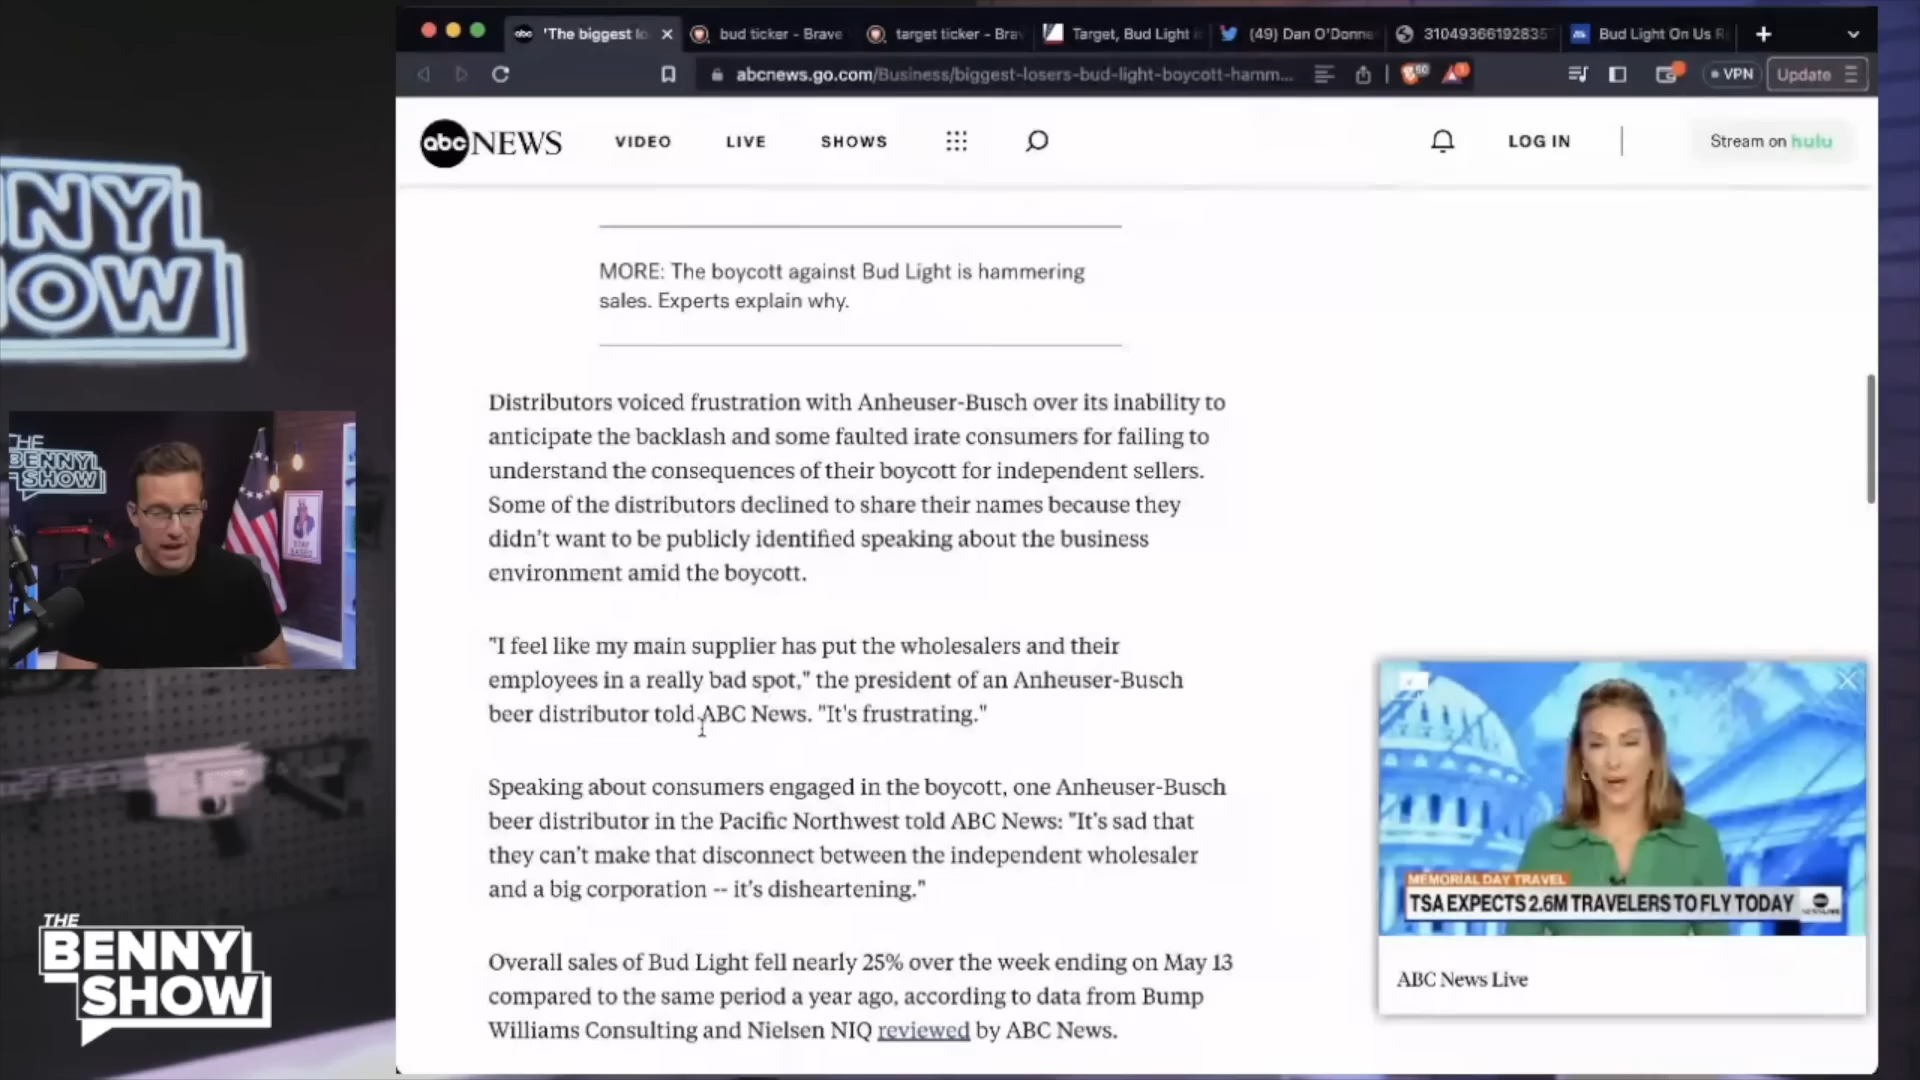 'The biggest lo
bud ticker - Brave
target ticker - Bra
Target, Bud Light
(49) Dan O'Donne
310493661928357
Bud Light On Us R
abcnews.go.com/Business/biggest-losers-bud-light-boycott-hamm...
VPN
Update
abc NEWS
VIDEO
LIVE
SHOWS
LOG IN
Stream on hulu
NNY
HOW
MORE: The boycott against Bud Light is hammering
sales. Experts explain why.
Distributors voiced frustration with Anheuser-Busch over its inability to
anticipate the backlash and some faulted irate consumers for failing to
understand the consequences of their boycott for independent sellers.
Some of the distributors declined to share their names because they
didn't want to be publicly identified speaking about the business
environment amid the boycott.
"I feel like my main supplier has put the wholesalers and their
employees in a really bad spot," the president of an Anheuser-Busch
beer distributor told ABC News. "It's frustrating."
Speaking about consumers engaged in the boycott, one Anheuser-Busch
beer distributor in the Pacific Northwest told ABC News: "It's sad that
they can't make that disconnect between the independent wholesaler
and a big corporation -- it's disheartening."
Overall sales of Bud Light fell nearly 25% over the week ending on May 13
compared to the same period a year ago, according to data from Bump
Williams Consulting and Nielsen NIQ reviewed by ABC News.
THE
BENNY
SHOW
MEMORIAL DAY TRAVEL
TSA EXPECTS 2.6M TRAVELERS TO FLY TODAY
ABC News Live
THE
BENNY
SHOW